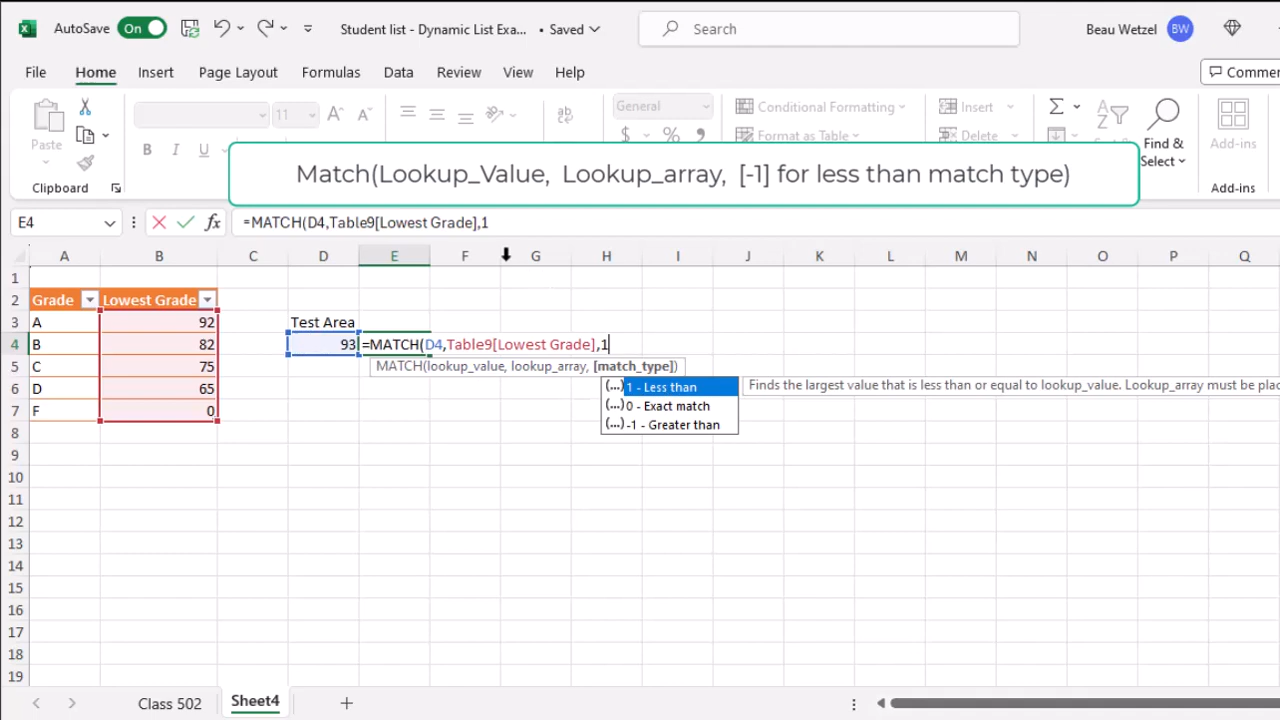 AutoSave On Student list - Dynamic List Exa... • Saved Search Beau Wetzel BW
File Home Insert Page Layout Formulas Data Review View Help Commen
11 A A ab General Conditional Formatting Insert Σ
Paste B I U $ % Format as Table Delete Find & Select Add-ins
Clipboard Add-ins
Match(Lookup_Value, Lookup_array, [-1] for less than match type)
E4 fx =MATCH(D4,Table9[Lowest Grade],1
A B C D E F G H I J K L M N O P Q
1
2 Grade Lowest Grade
3 A 92 Test Area
4 B 82 93 =MATCH(D4,Table9[Lowest Grade],1
5 C 75 MATCH(lookup_value, lookup_array, [match_type])
6 D 65 (...) 1 - Less than Finds the largest value that is less than or equal to lookup_value. Lookup_array must be plac
(...) 0 - Exact match
7 F 0 (...) -1 - Greater than
8
9
10
11
12
13
14
15
16
17
18
19
Class 502 Sheet4 +